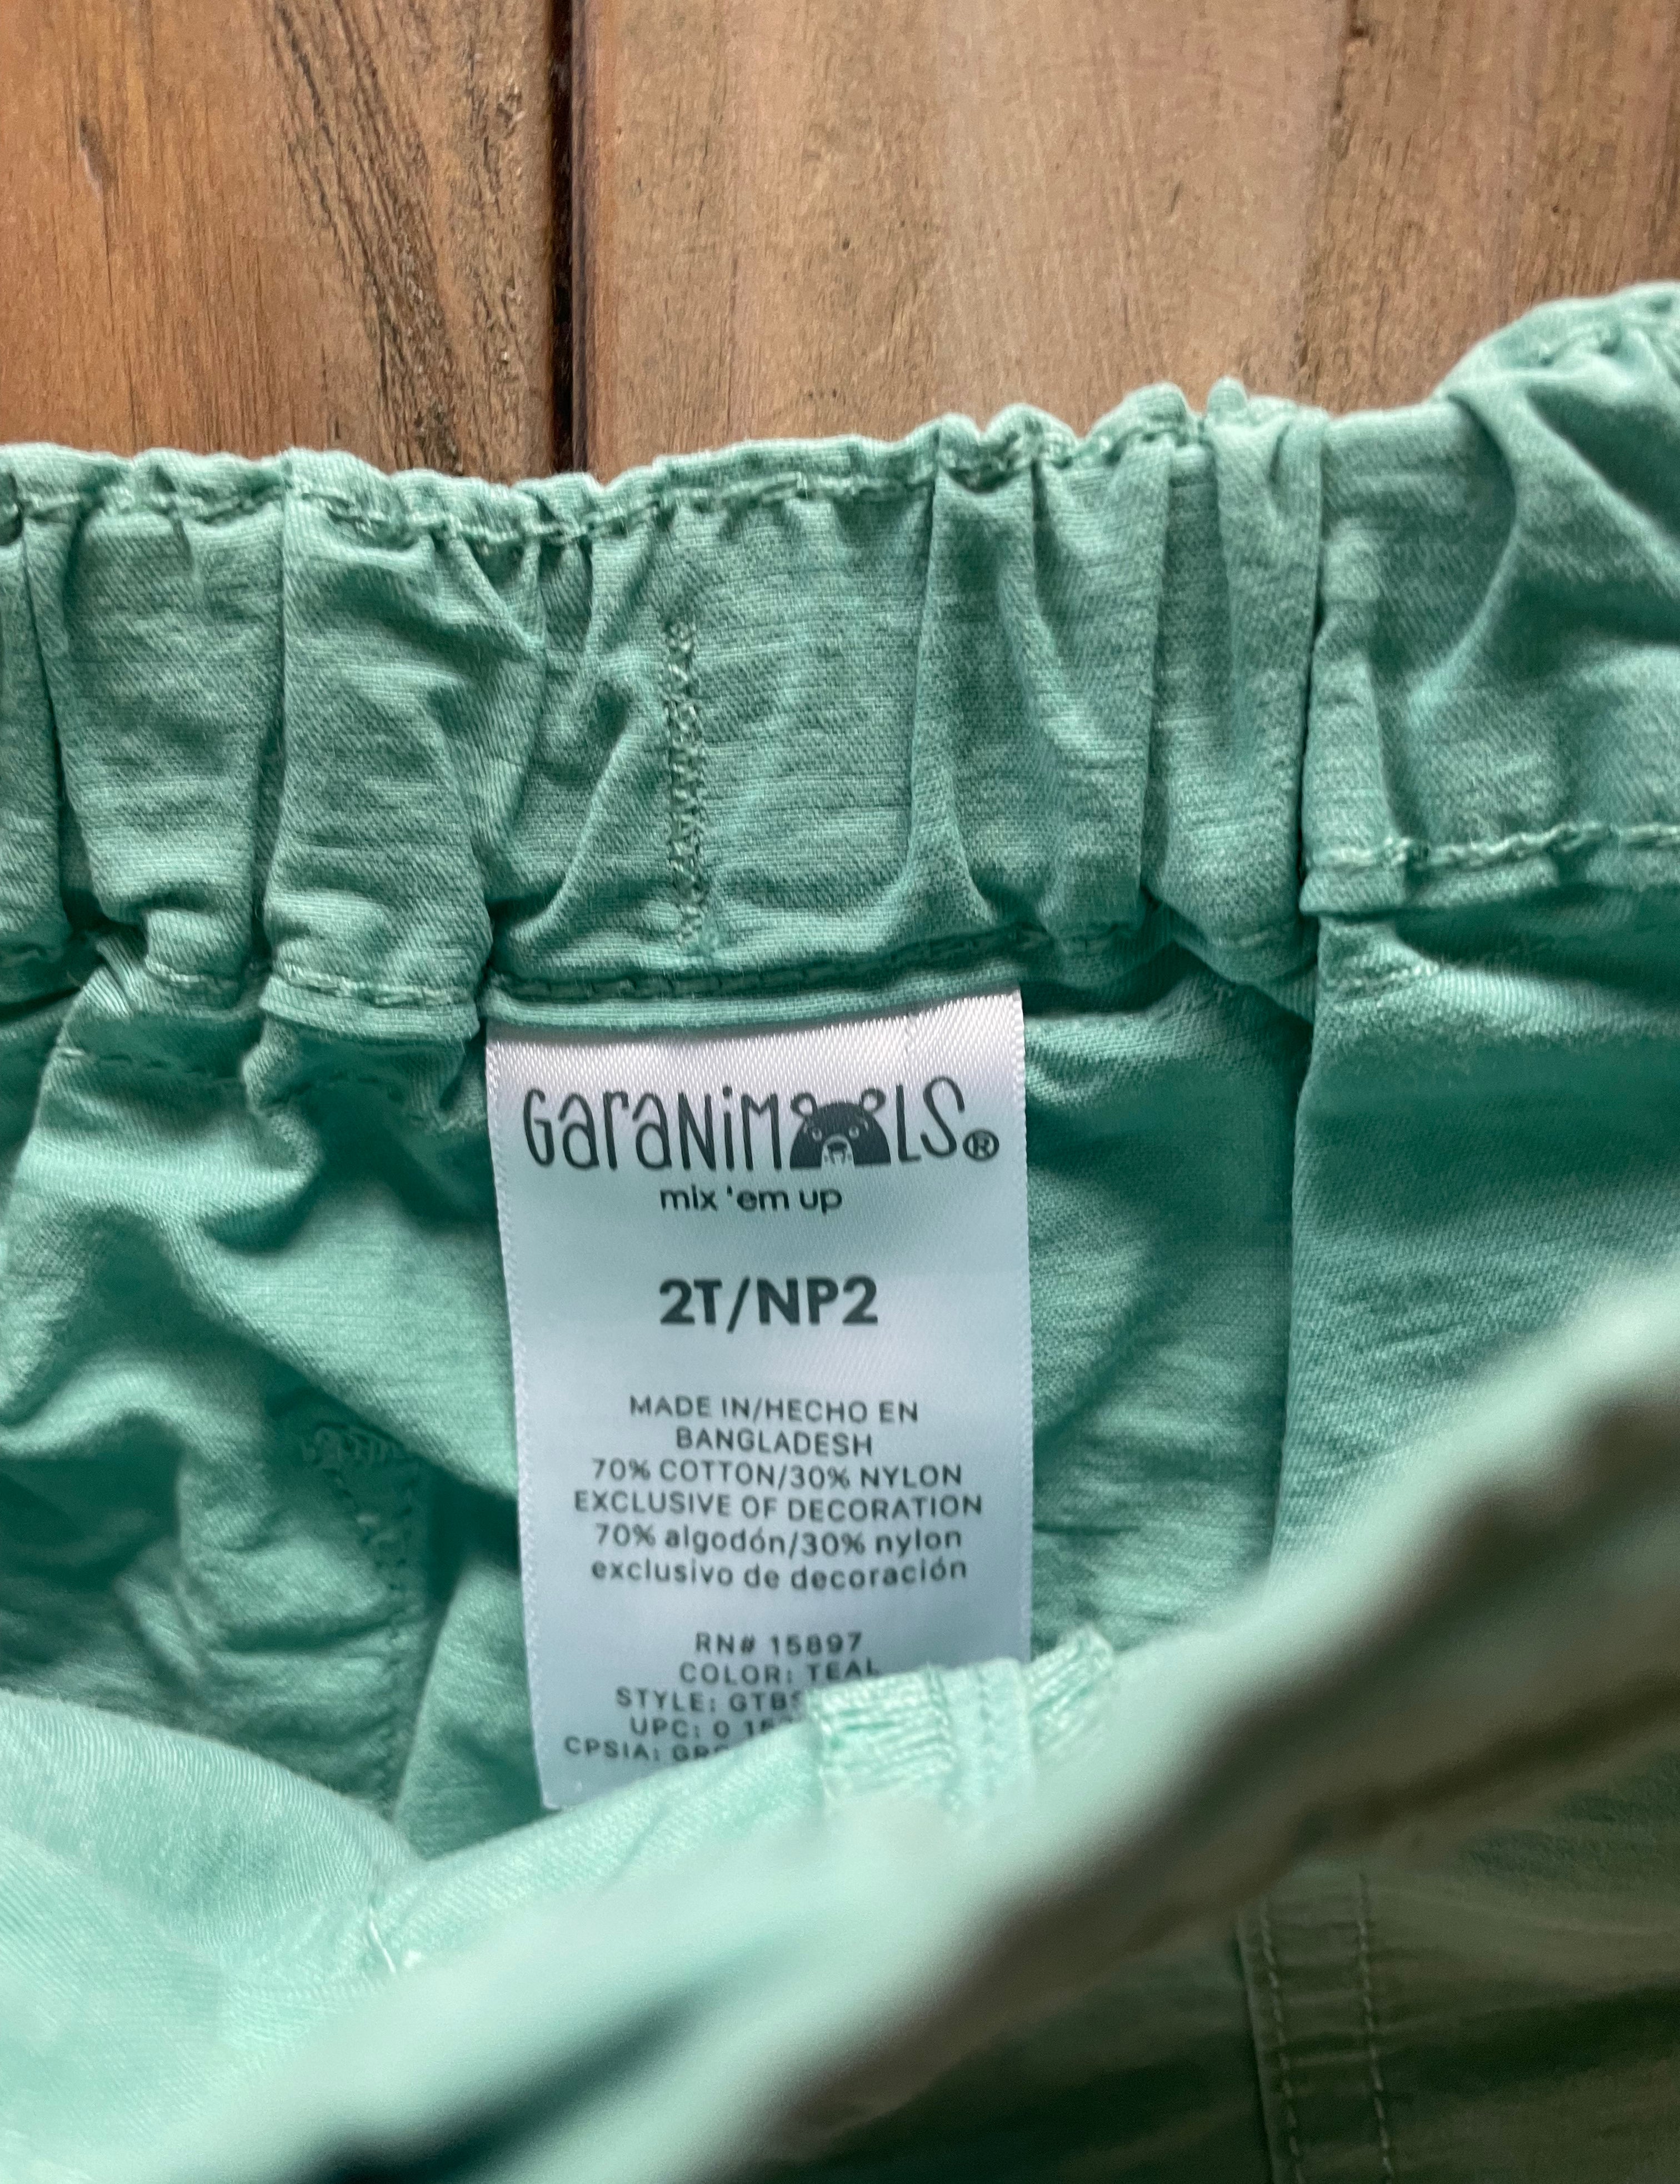 GaraNiMALS®
mix 'em up
2T/NP2
MADE IN/HECHO EN
BANGLADESH
70% COTTON/30% NYLON
EXCLUSIVE OF DECORATION
70% algodón/30% nylon
exclusivo de decoración
RN# 15897
COLOR: TEAL
STYLE:
UPC: 0
CPSIA: